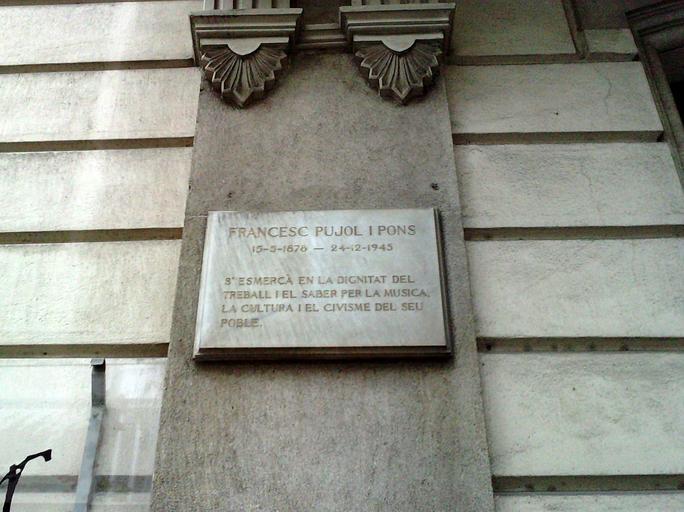 FRANCESC PUJOL I PONS
15-5-1878 — 24-12-1945
S'ESMERCÀ EN LA DIGNITAT DEL
TREBALL I EL SABER PER LA MUSICA,
LA CULTURA I EL CIVISME DEL SEU
POBLE.